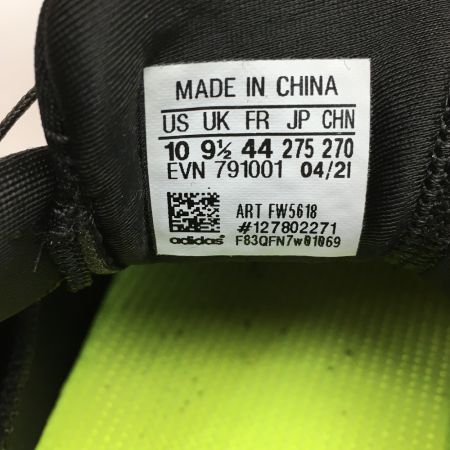 MADE IN CHINA
US UK FR JP CHN
10 9½ 44 275 270
EVN 791001 04/21
ART FW5618
#127802271
adidas F83QFN7w01069